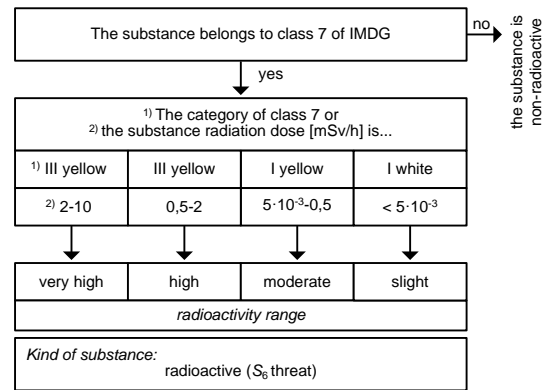 The substance belongs to class 7 of IMDG
no
the substance is
non-radioactive
yes
1) The category of class 7 or
2) the substance radiation dose [mSv/h] is...
1) III yellow III yellow I yellow I white
2) 2-10 0,5-2 5·10-3-0,5 < 5·10-3
very high high moderate slight
radioactivity range
Kind of substance:
radioactive (S6 threat)